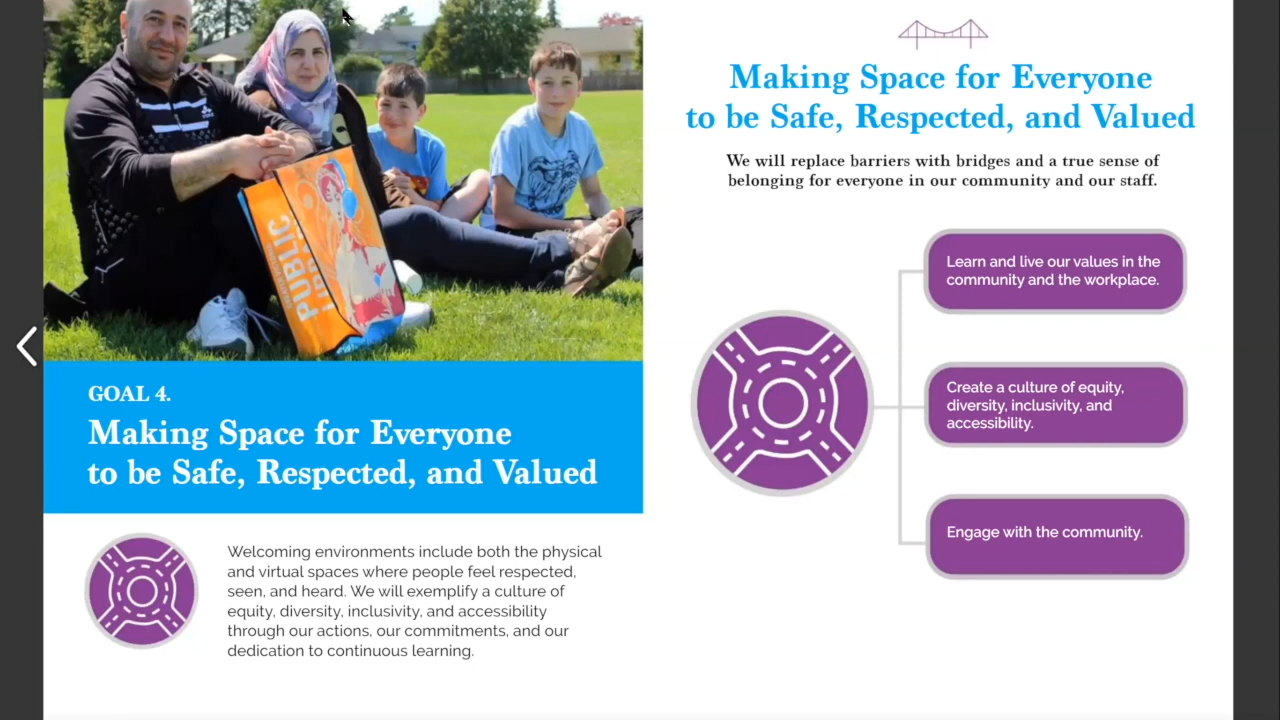 PUBLIC
GOAL 4.
Making Space for Everyone
to be Safe, Respected, and Valued
Welcoming environments include both the physical
and virtual spaces where people feel respected,
seen, and heard. We will exemplify a culture of
equity, diversity, inclusivity, and accessibility
through our actions, our commitments, and our
dedication to continuous learning.
Making Space for Everyone
to be Safe, Respected, and Valued
We will replace barriers with bridges and a true sense of
belonging for everyone in our community and our staff.
Learn and live our values in the
community and the workplace.
Create a culture of equity,
diversity, inclusivity, and
accessibility.
Engage with the community.